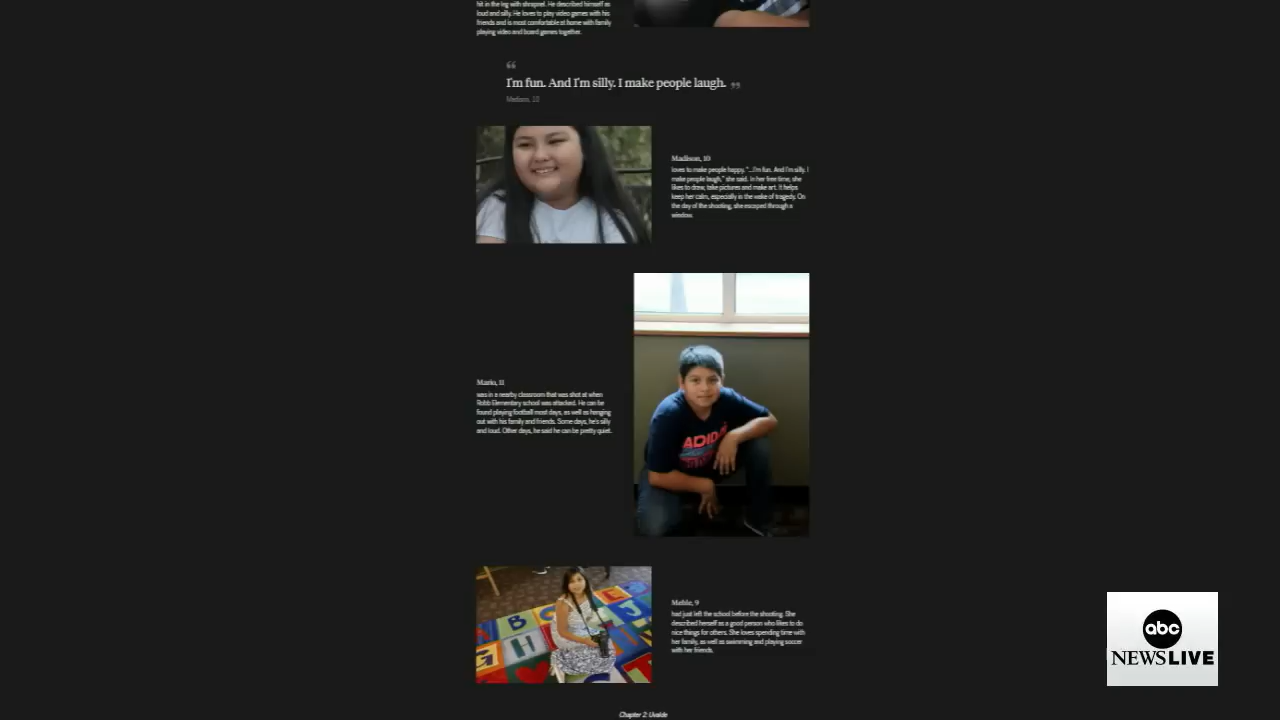 hit in the leg with shrapnel. He described himself as
loud and silly. He loves to play video games with his
friends and is most comfortable at home with family
playing video and board games together.
“
I'm fun. And I'm silly. I make people laugh. ”
Madison, 10
Madison, 10
loves to make people happy. "...I'm fun. And I'm silly. I
make people laugh," she said. In her free time, she
likes to draw, take pictures and make art. It helps
keep her calm, especially in the wake of tragedy. On
the day of the shooting, she escaped through a
window.
Mario, 11
was in a nearby classroom that was shot at when
Robb Elementary school was attacked. He can be
found playing football most days, as well as hanging
out with his family and friends. Some days, he's silly
and loud. Other days, he said he can be pretty quiet.
ADIDAS
9
had just left the school before the shooting. She
described herself as a good person who likes to do
nice things for others. She loves spending time with
her family, as well as swimming and playing soccer
with her friends.
Chapter 2: Uvalde
abc
NEWS LIVE